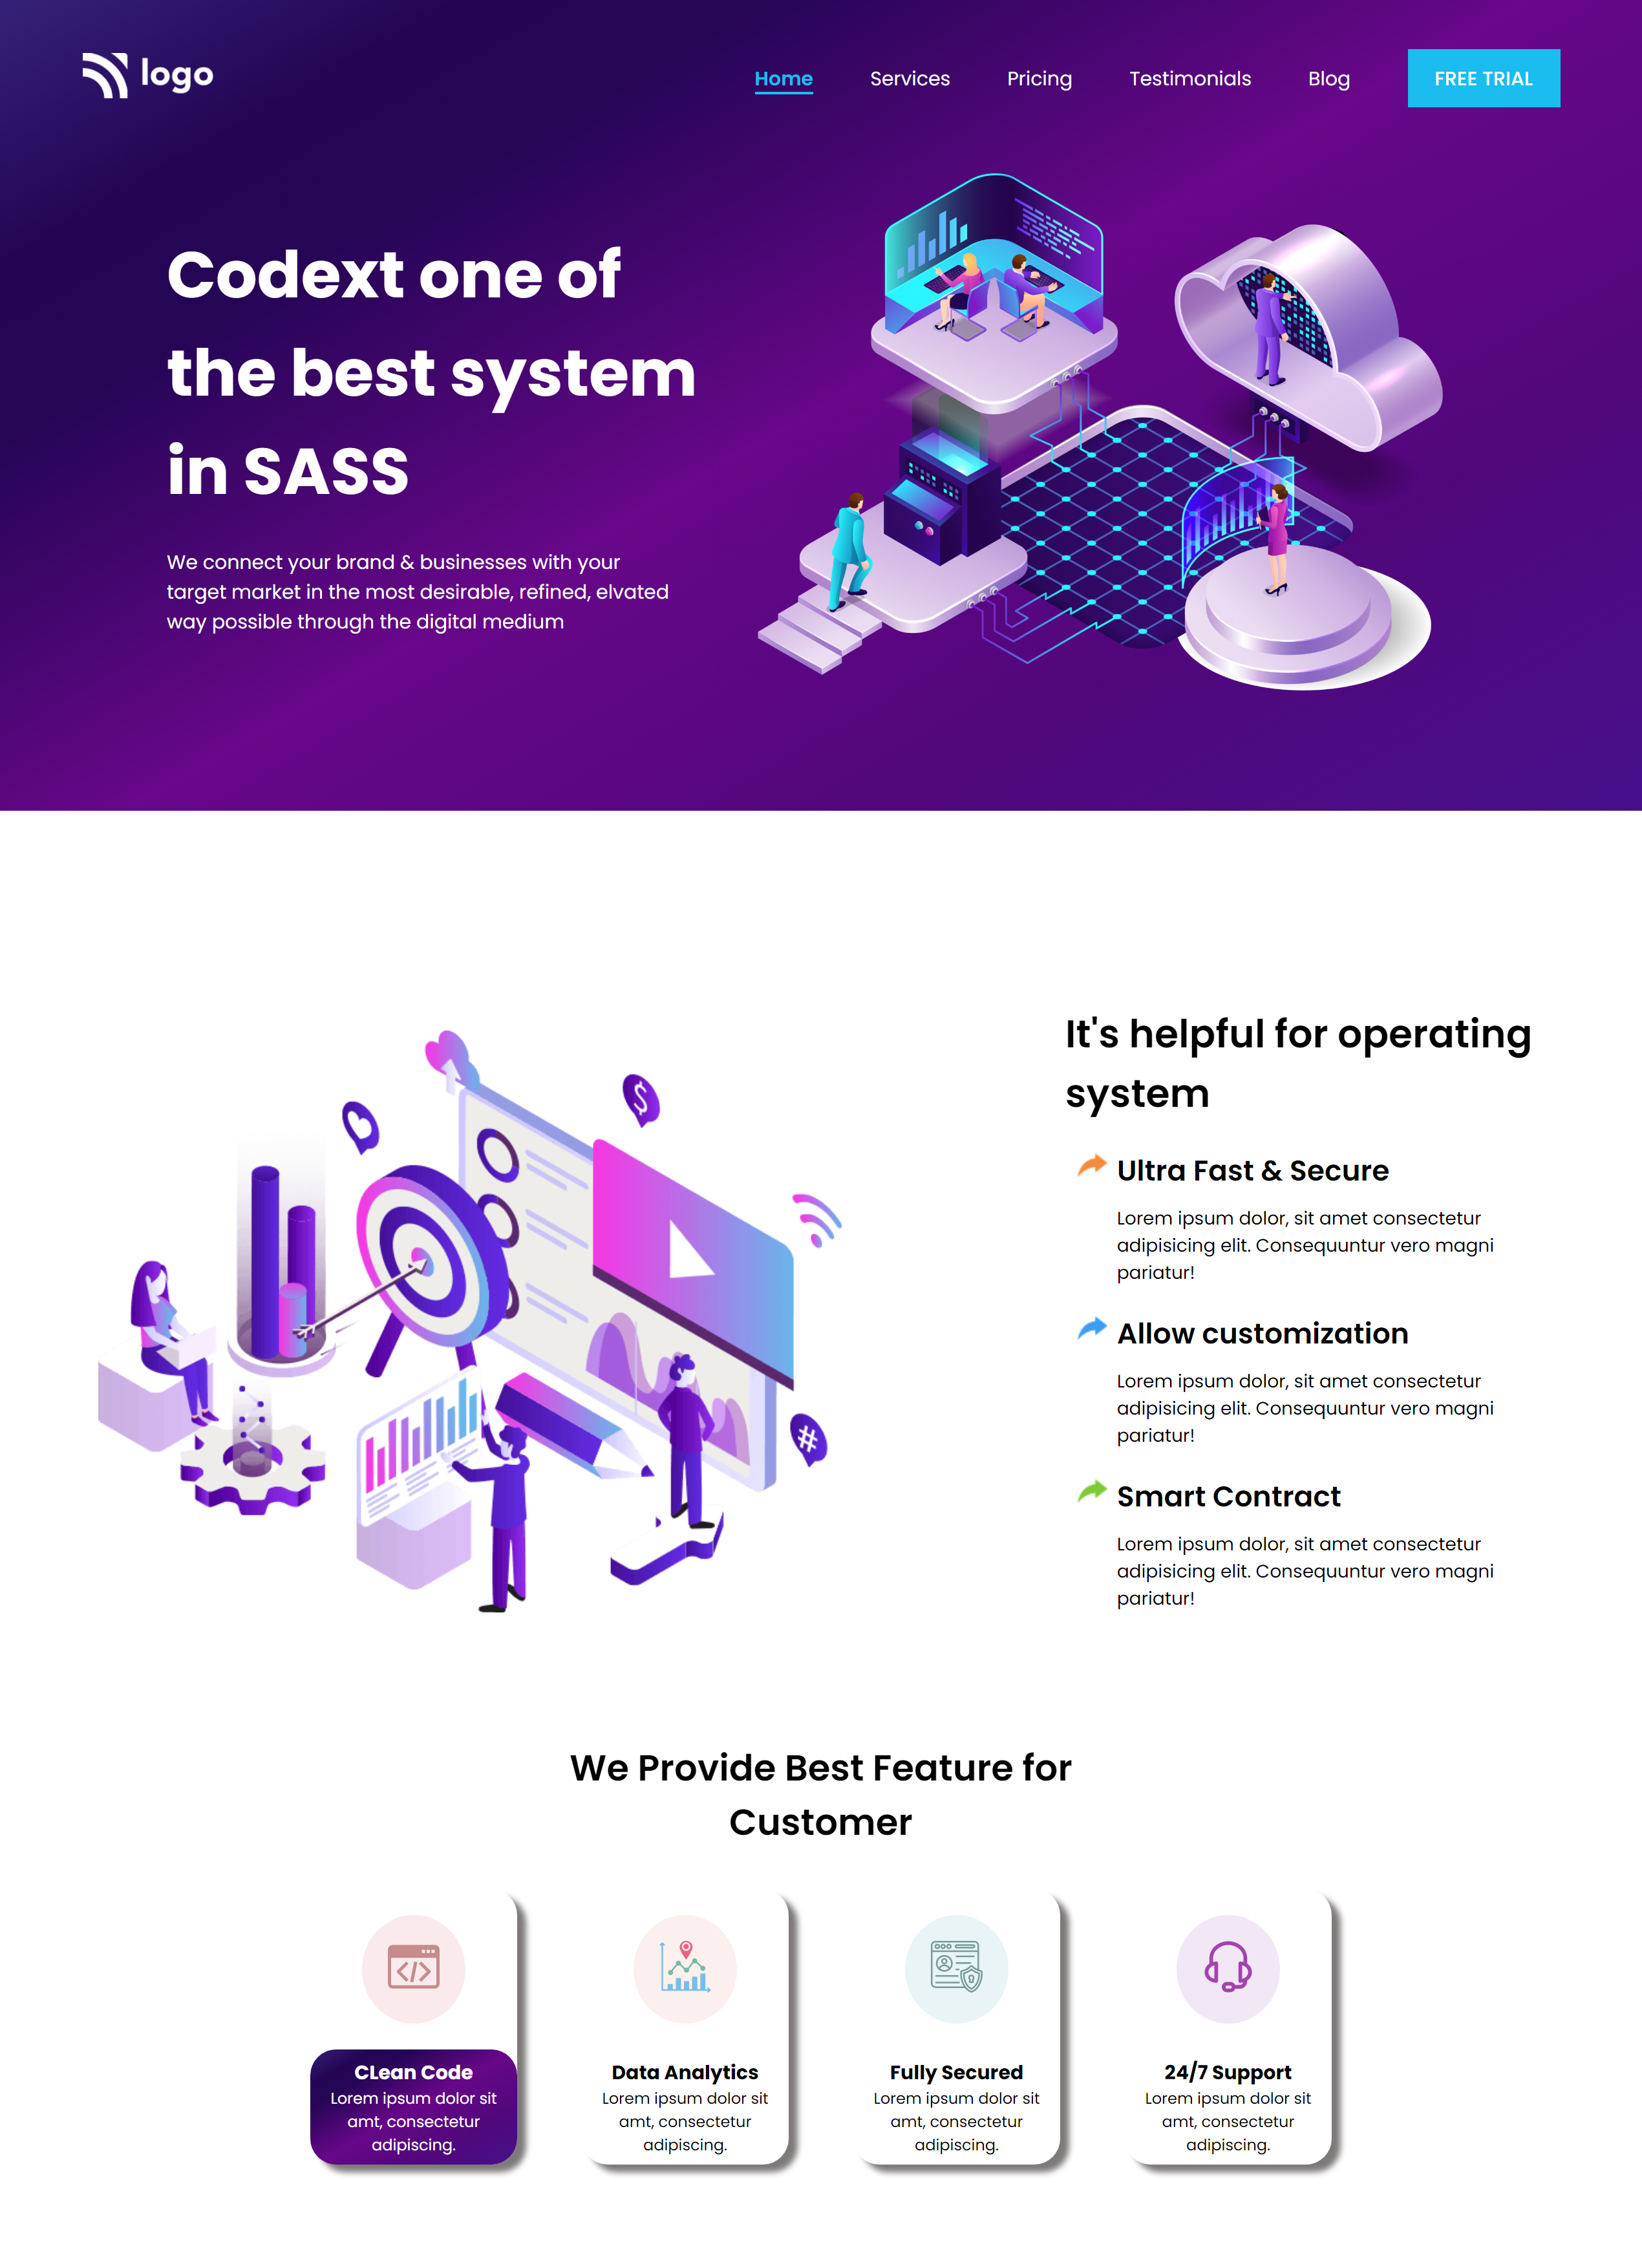 logo
Home Services Pricing Testimonials Blog FREE TRIAL
Codext one of
the best system
in SASS
We connect your brand & businesses with your
target market in the most desirable, refined, elvated
way possible through the digital medium
It's helpful for operating
system
Ultra Fast & Secure
Lorem ipsum dolor, sit amet consectetur
adipisicing elit. Consequuntur vero magni
pariatur!
Allow customization
Lorem ipsum dolor, sit amet consectetur
adipisicing elit. Consequuntur vero magni
pariatur!
Smart Contract
Lorem ipsum dolor, sit amet consectetur
adipisicing elit. Consequuntur vero magni
pariatur!
$
#
We Provide Best Feature for
Customer
</>
CLean Code
Lorem ipsum dolor sit
amt, consectetur
adipiscing.
Data Analytics
Lorem ipsum dolor sit
amt, consectetur
adipiscing.
Fully Secured
Lorem ipsum dolor sit
amt, consectetur
adipiscing.
24/7 Support
Lorem ipsum dolor sit
amt, consectetur
adipiscing.